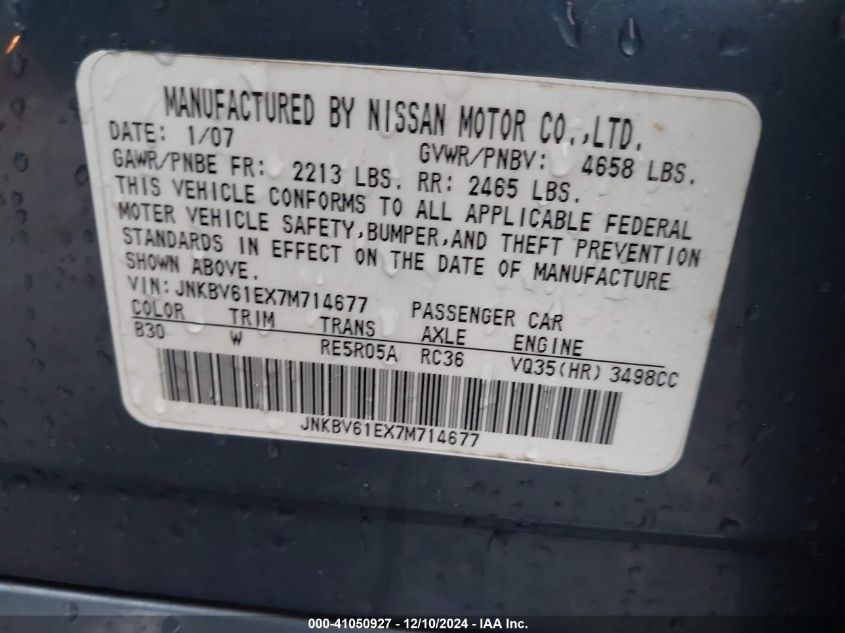 MANUFACTURED BY NISSAN MOTOR CO.,LTD.
DATE: 1/07 GVWR/PNBV: 4658 LBS.
GAWR/PNBE FR: 2213 LBS. RR: 2465 LBS.
THIS VEHICLE CONFORMS TO ALL APPLICABLE FEDERAL
MOTER VEHICLE SAFETY,BUMPER,AND THEFT PREVENTION
STANDARDS IN EFFECT ON THE DATE OF MANUFACTURE
SHOWN ABOVE.
VIN:JNKBV61EX7M714677 PASSENGER CAR
COLOR TRIM TRANS AXLE ENGINE
B30 W RE5R05A RC36 VQ35(HR) 3498CC
JNKBV61EX7M714677
000-41050927 - 12/10/2024 - IAA Inc.